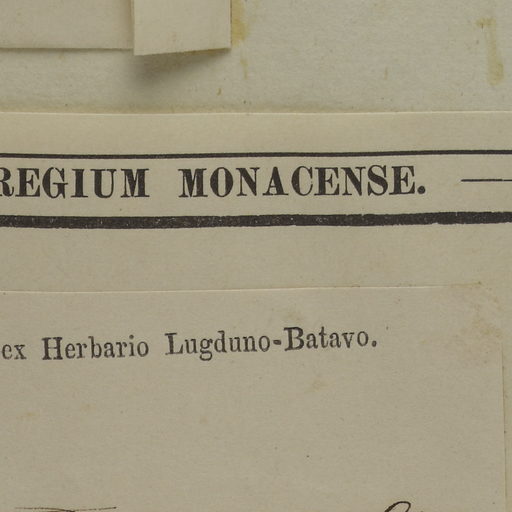 REGIUM MONACENSE.
ex Herbario Lugduno-Batavo.